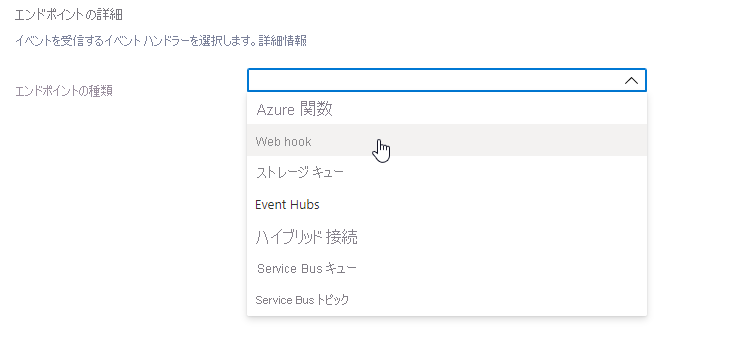 エンドポイントの詳細
イベントを受信するイベント ハンドラーを選択します。詳細情報
エンドポイントの種類
Azure 関数
Web hook
ストレージ キュー
Event Hubs
ハイブリッド 接続
Service Bus キュー
Service Bus トピック